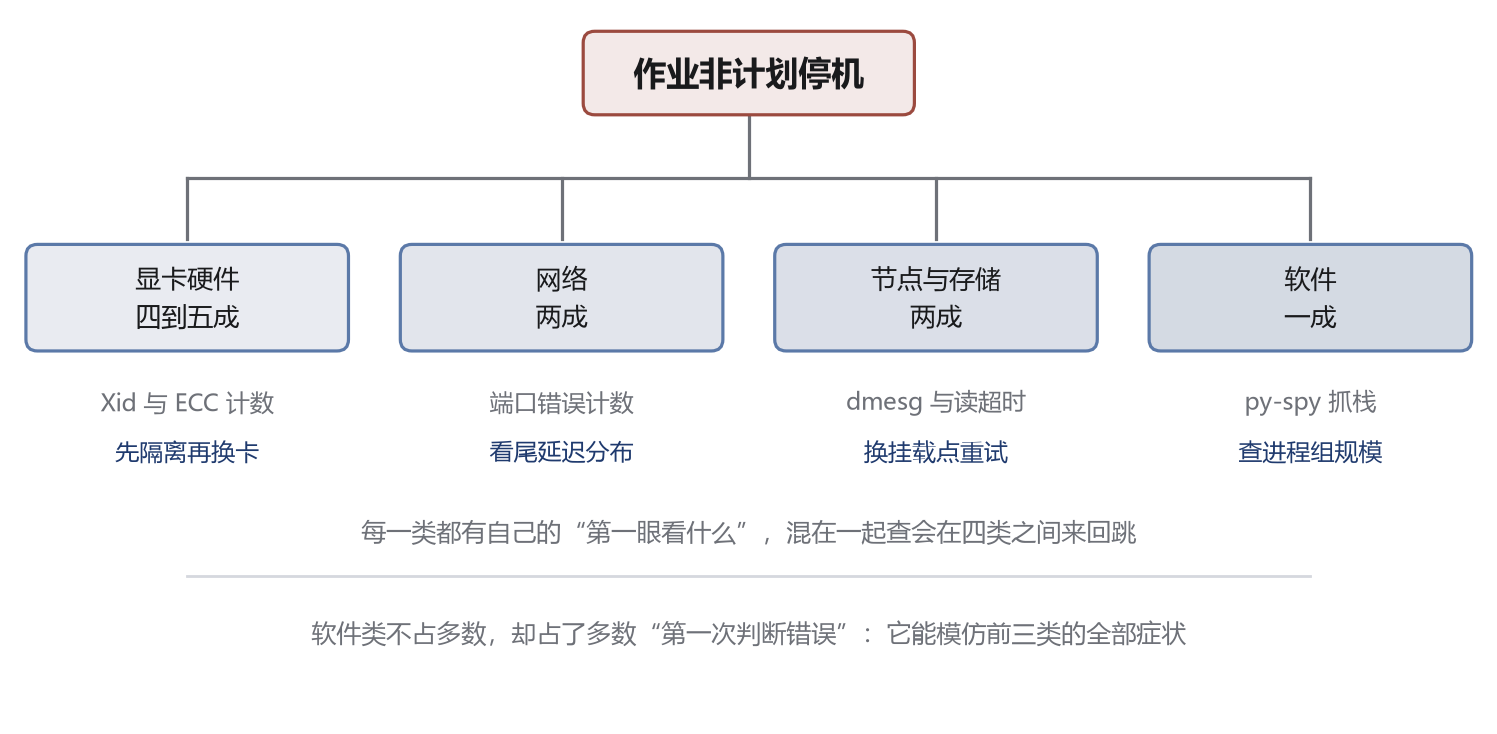 作业非计划停机
显卡硬件
四到五成
网络
两成
节点与存储
两成
软件
一成
Xid 与 ECC 计数
端口错误计数
dmesg 与读超时
py-spy 抓栈
先隔离再换卡
看尾延迟分布
换挂载点重试
查进程组规模
每一类都有自己的“第一眼看什么”，混在一起查会在四类之间来回跳
软件类不占多数，却占了多数“第一次判断错误”：它能模仿前三类的全部症状